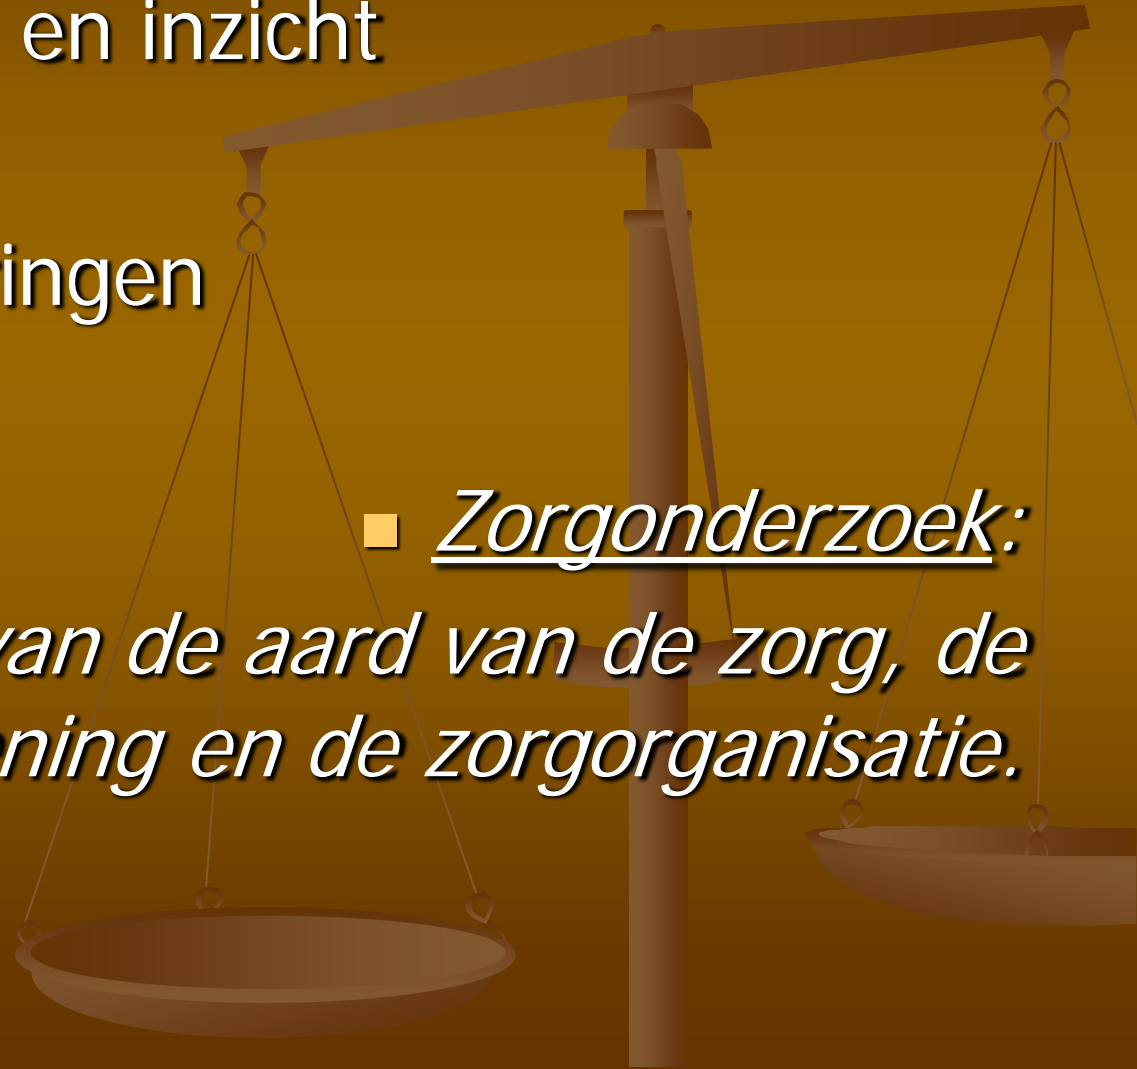 en inzicht
ingen
Zorgonderzoek:
van de aard van de zorg, de
ning en de zorgorganisatie.